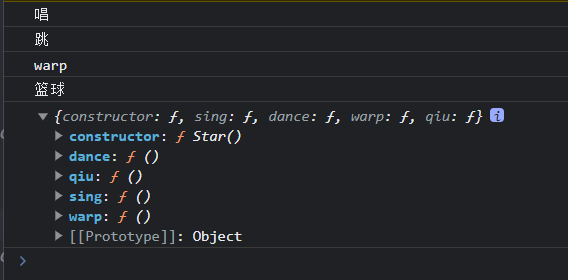 唱
跳
warp
篮球
▼ {constructor: ƒ, sing: ƒ, dance: ƒ, warp: ƒ, qiu: ƒ} i
▶ constructor: ƒ Star()
▶ dance: ƒ ()
▶ qiu: ƒ ()
▶ sing: ƒ ()
▶ warp: ƒ ()
▶ [[Prototype]]: Object
>